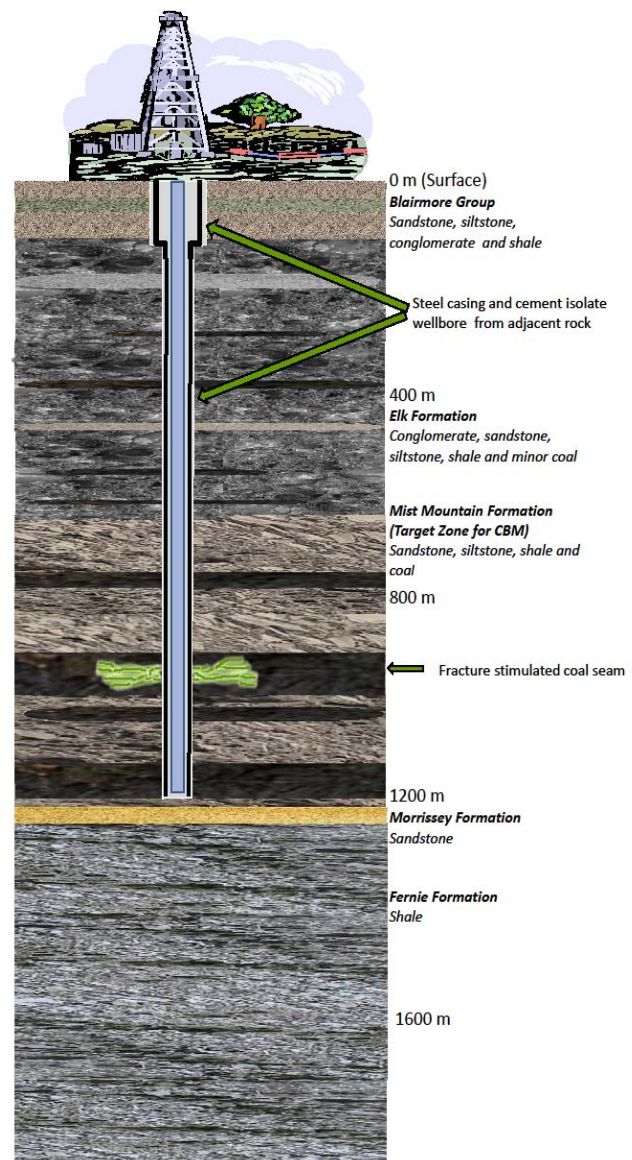 0 m (Surface)
Blairmore Group
Sandstone, siltstone,
conglomerate and shale
Steel casing and cement isolate
wellbore from adjacent rock
400 m
Elk Formation
Conglomerate, sandstone,
siltstone, shale and minor coal
Mist Mountain Formation
(Target Zone for CBM)
Sandstone, siltstone, shale and
coal
800 m
Fracture stimulated coal seam
1200 m
Morrissey Formation
Sandstone
Fernie Formation
Shale
1600 m